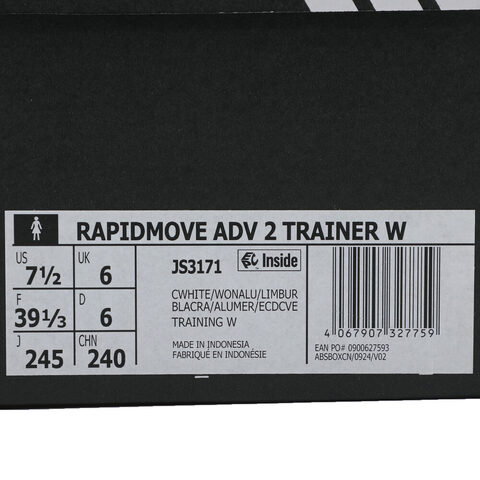 RAPIDMOVE ADV 2 TRAINER W
US 7½ UK 6
F 39⅓ D 6
J 245 CHN 240
JS3171 Inside
CWHITE/WONALU/LIMBUR
BLACRA/ALUMER/ECDCVE
TRAINING W
MADE IN INDONESIA
FABRIQUÉ EN INDONÉSIE
4 067907 327759
EAN PO# 0900627593
ABSBOXCN/0924/V02